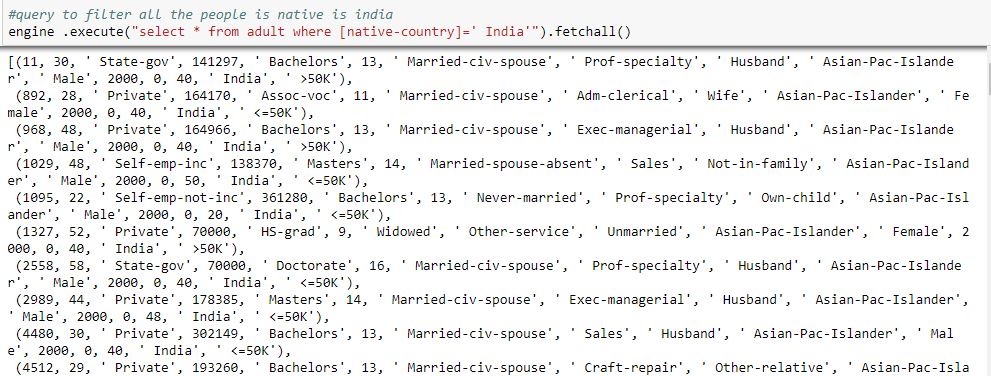 #query to filter all the people is native is india
engine .execute("select * from adult where [native-country]=' India'").fetchall()
[(11, 30, ' State-gov', 141297, ' Bachelors', 13, ' Married-civ-spouse', ' Prof-specialty', ' Husband', ' Asian-Pac-Islande
r', ' Male', 2000, 0, 40, ' India', ' >50K'),
(892, 28, ' Private', 164170, ' Assoc-voc', 11, ' Married-civ-spouse', ' Adm-clerical', ' Wife', ' Asian-Pac-Islander', ' Fe
male', 2000, 0, 40, ' India', ' <=50K'),
(968, 48, ' Private', 164966, ' Bachelors', 13, ' Married-civ-spouse', ' Exec-managerial', ' Husband', ' Asian-Pac-Islande
r', ' Male', 2000, 0, 40, ' India', ' >50K'),
(1029, 48, ' Self-emp-inc', 138370, ' Masters', 14, ' Married-spouse-absent', ' Sales', ' Not-in-family', ' Asian-Pac-Island
er', ' Male', 2000, 0, 50, ' India', ' <=50K'),
(1095, 22, ' Self-emp-not-inc', 361280, ' Bachelors', 13, ' Never-married', ' Prof-specialty', ' Own-child', ' Asian-Pac-Isl
ander', ' Male', 2000, 0, 20, ' India', ' <=50K'),
(1327, 52, ' Private', 70000, ' HS-grad', 9, ' Widowed', ' Other-service', ' Unmarried', ' Asian-Pac-Islander', ' Female', 2
000, 0, 40, ' India', ' >50K'),
(2558, 58, ' State-gov', 70000, ' Doctorate', 16, ' Married-civ-spouse', ' Prof-specialty', ' Husband', ' Asian-Pac-Islande
r', ' Male', 2000, 0, 40, ' India', ' <=50K'),
(2989, 44, ' Private', 178385, ' Masters', 14, ' Married-civ-spouse', ' Exec-managerial', ' Husband', ' Asian-Pac-Islander',
' Male', 2000, 0, 48, ' India', ' <=50K'),
(4480, 30, ' Private', 302149, ' Bachelors', 13, ' Married-civ-spouse', ' Sales', ' Husband', ' Asian-Pac-Islander', ' Mal
e', 2000, 0, 40, ' India', ' <=50K'),
(4512, 29, ' Private', 193260, ' Bachelors', 13, ' Married-civ-spouse', ' Craft-repair', ' Other-relative', ' Asian-Pac-Isla